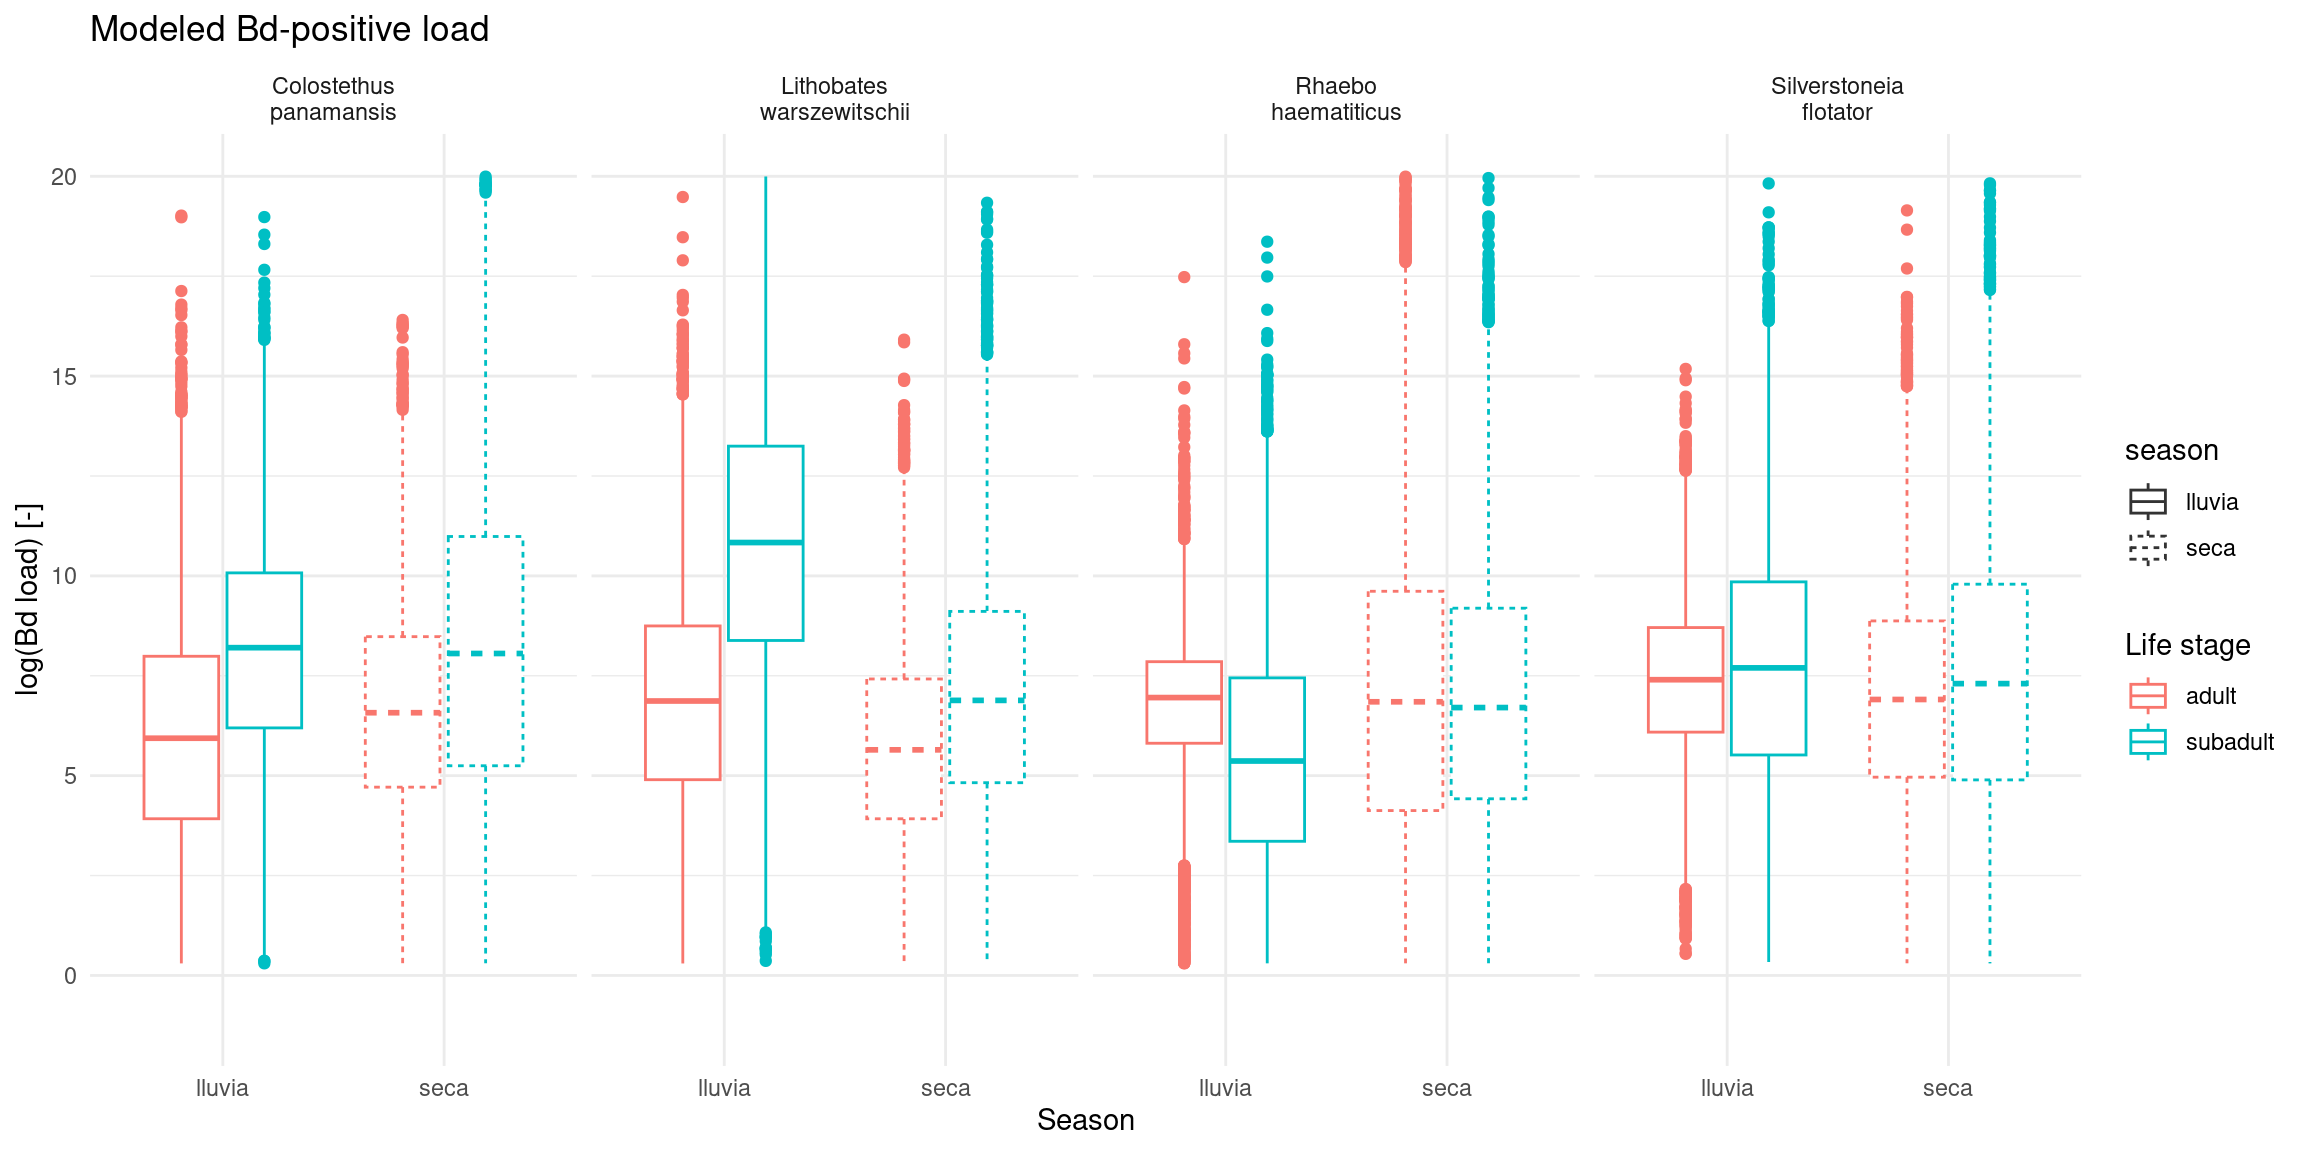 Modeled Bd-positive load
Colostethus
panamansis
Lithobates
warszewitschii
Rhaebo
haematiticus
Silverstoneia
flotator
log(Bd load) [-]
20
15
10
5
0
lluvia
seca
lluvia
seca
lluvia
seca
lluvia
seca
Season
season
lluvia
seca
Life stage
adult
subadult